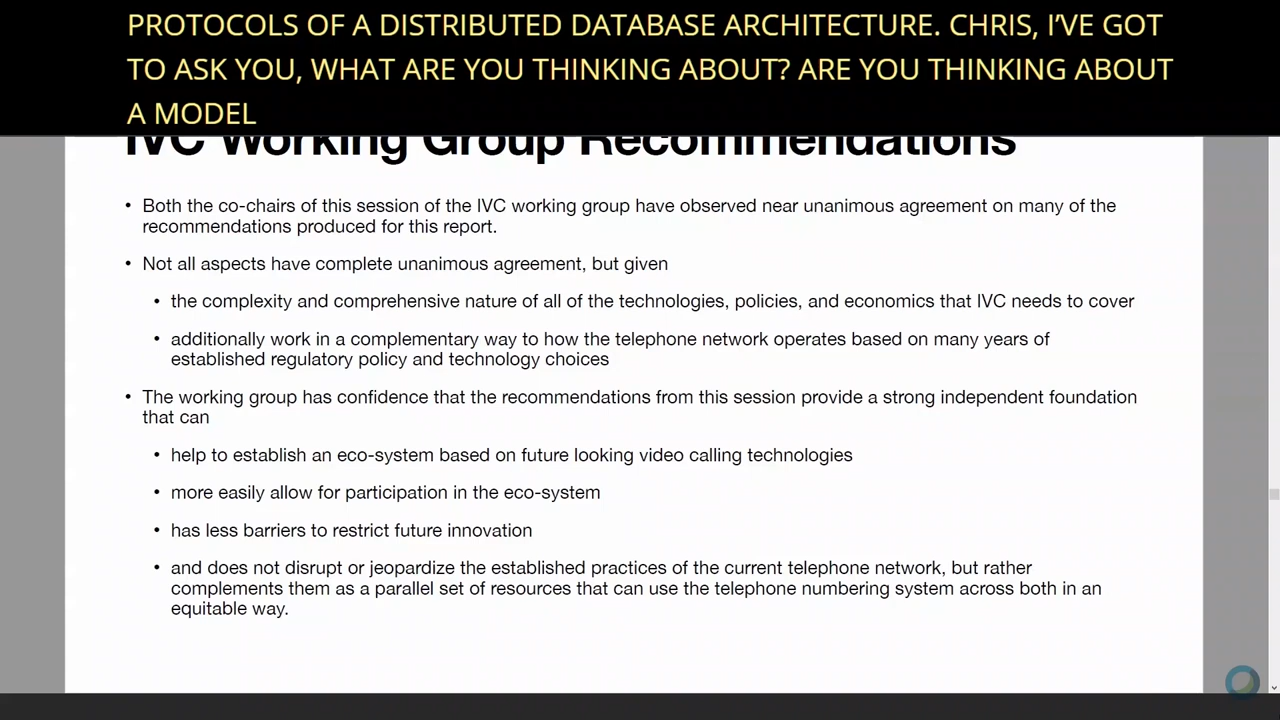 PROTOCOLS OF A DISTRIBUTED DATABASE ARCHITECTURE. CHRIS, I'VE GOT
TO ASK YOU, WHAT ARE YOU THINKING ABOUT? ARE YOU THINKING ABOUT
A MODEL
IVC Working Group Recommendations
• Both the co-chairs of this session of the IVC working group have observed near unanimous agreement on many of the
recommendations produced for this report.
• Not all aspects have complete unanimous agreement, but given
• the complexity and comprehensive nature of all of the technologies, policies, and economics that IVC needs to cover
• additionally work in a complementary way to how the telephone network operates based on many years of
established regulatory policy and technology choices
• The working group has confidence that the recommendations from this session provide a strong independent foundation
that can
• help to establish an eco-system based on future looking video calling technologies
• more easily allow for participation in the eco-system
• has less barriers to restrict future innovation
• and does not disrupt or jeopardize the established practices of the current telephone network, but rather
complements them as a parallel set of resources that can use the telephone numbering system across both in an
equitable way.